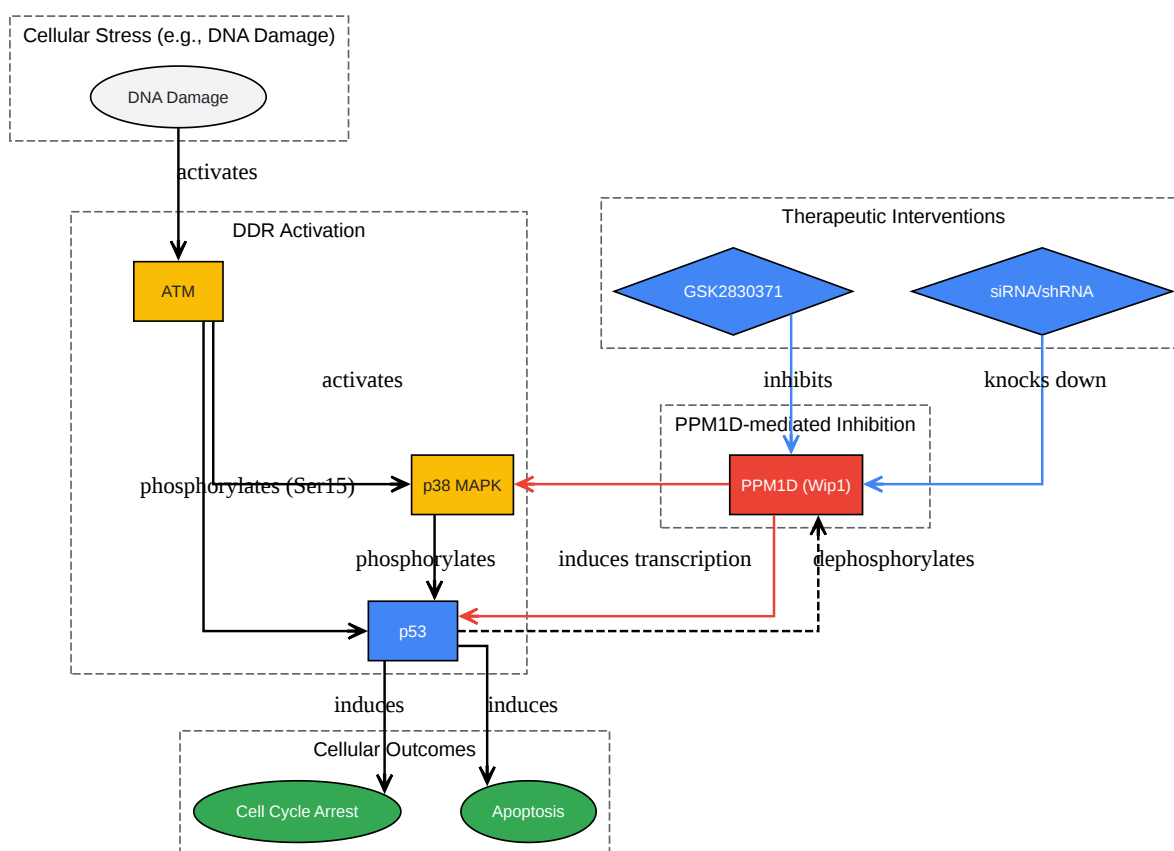 Cellular Stress (e.g., DNA Damage)
DNA Damage
activates
DDR Activation
Therapeutic Interventions
ATM
GSK2830371
siRNA/shRNA
activates
inhibits
knocks down
PPM1D-mediated Inhibition
phosphorylates (Ser15)
p38 MAPK
PPM1D (Wip1)
phosphorylates
induces transcription
dephosphorylates
p53
induces
induces
Cellular Outcomes
Cell Cycle Arrest
Apoptosis